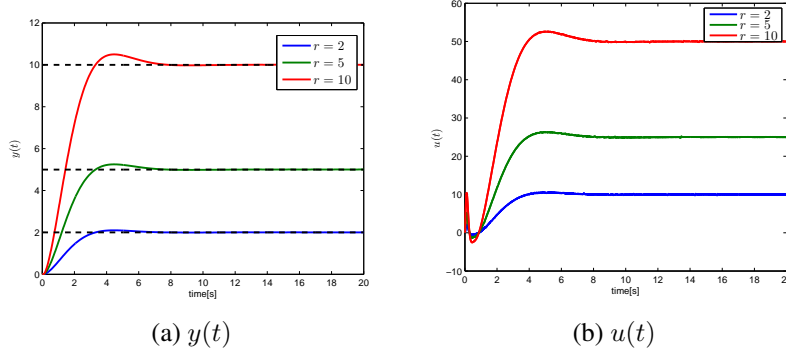 12
10
8
6
4
2
0
y(t)
0 2 4 6 8 10 12 14 16 18 20
time[s]
r = 2
r = 5
r = 10
(a) y(t)
60
50
40
30
20
10
0
−10
u(t)
0 2 4 6 8 10 12 14 16 18 20
time[s]
r = 2
r = 5
r = 10
(b) u(t)